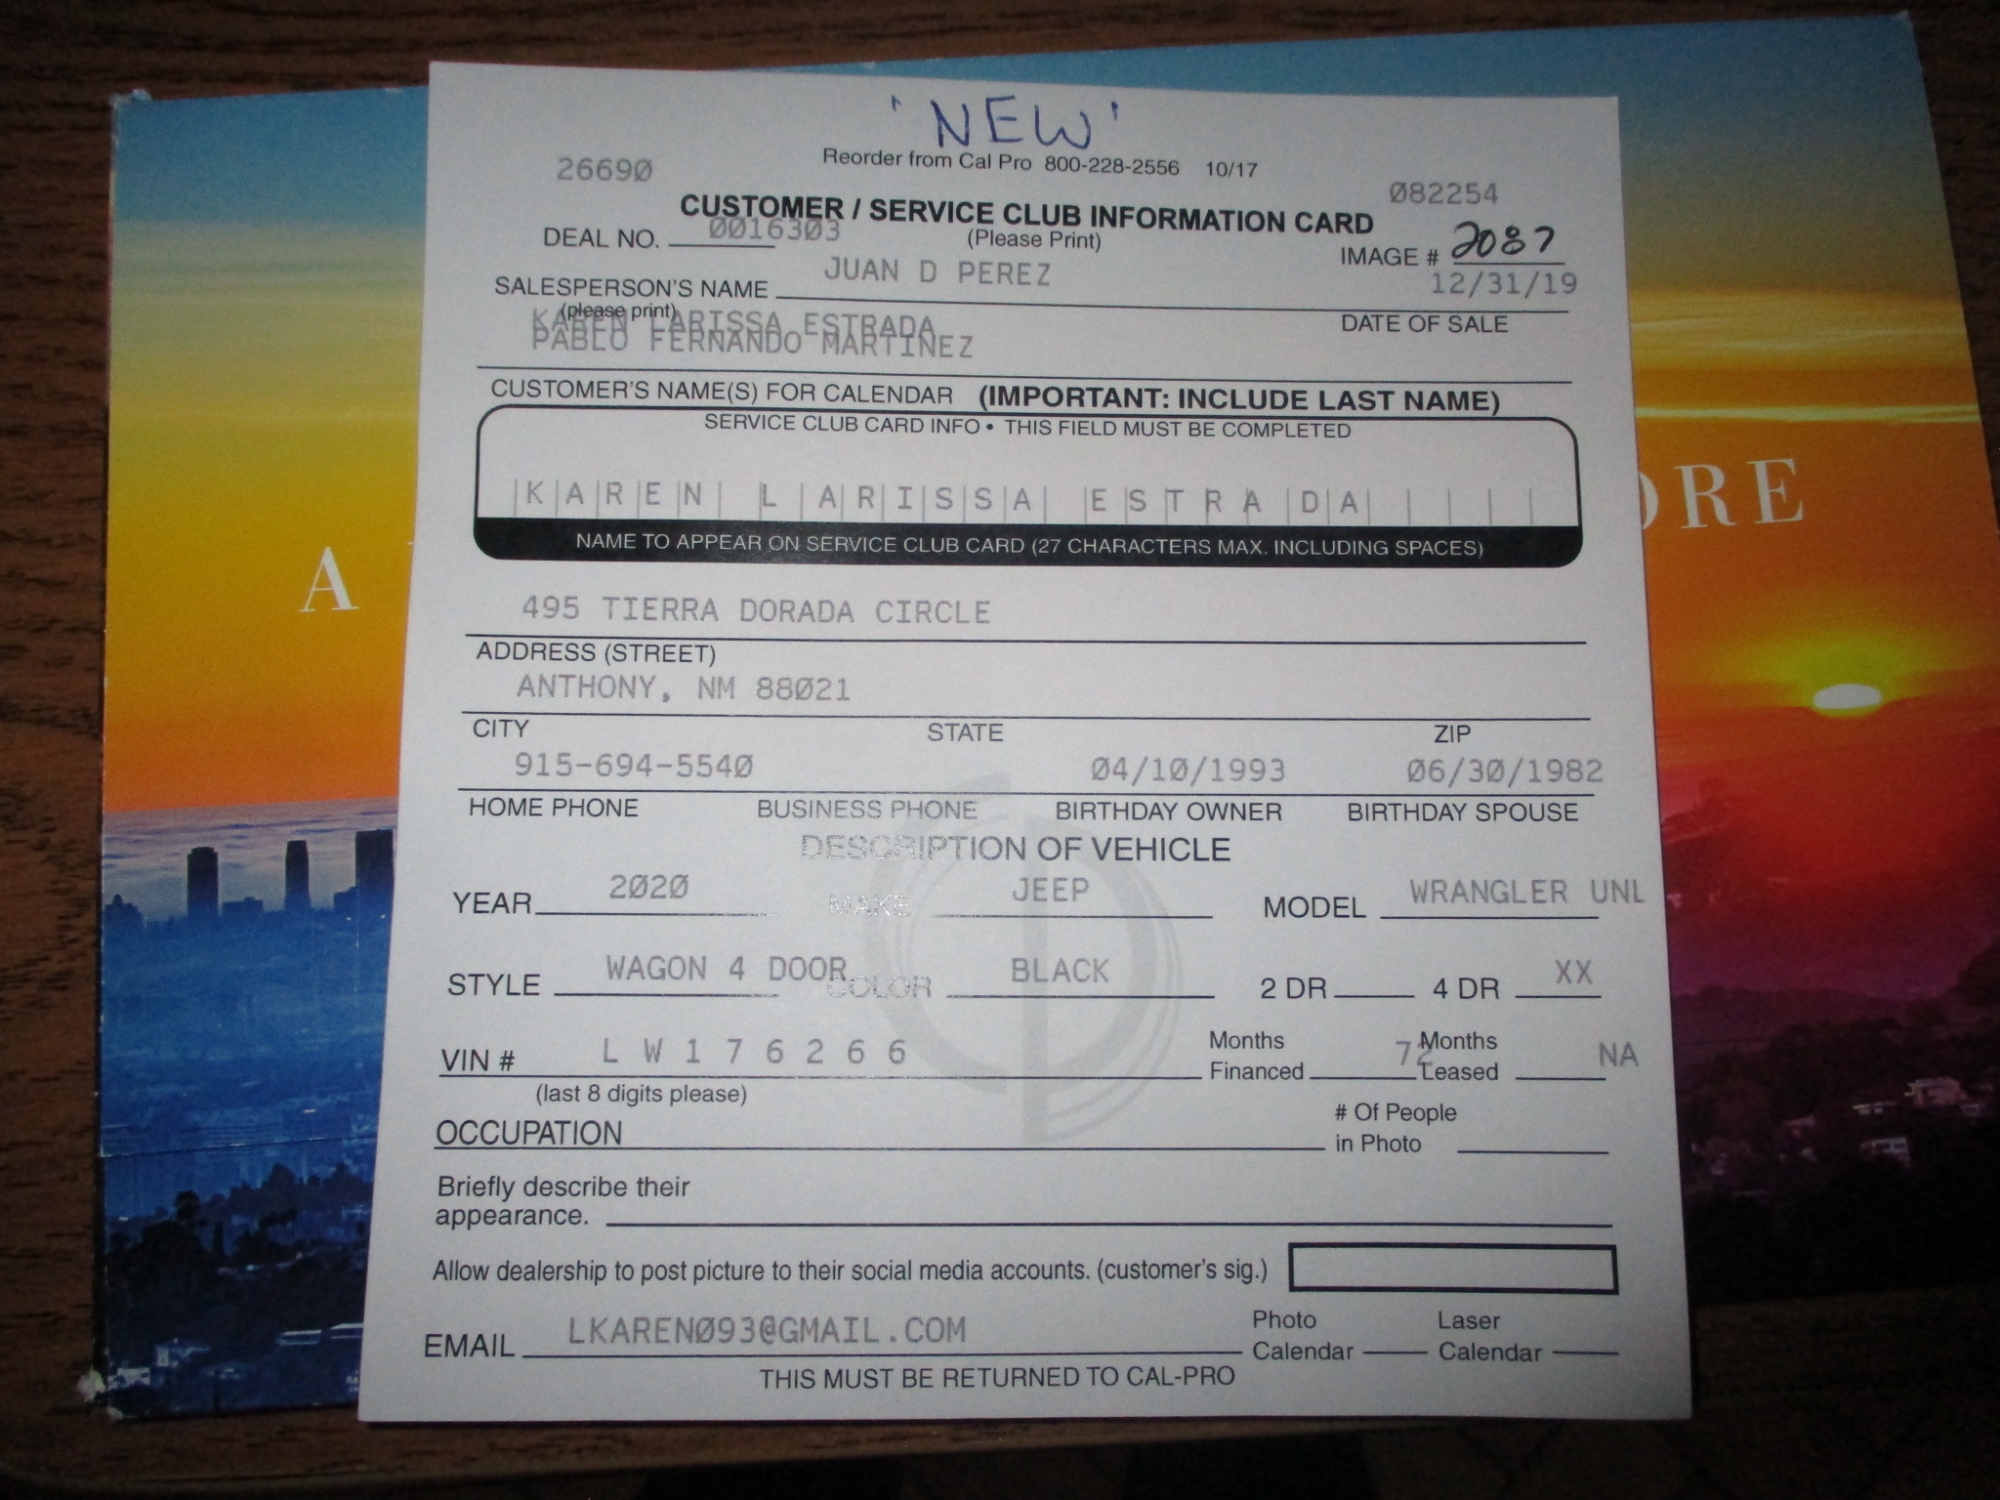 'NEW'
Reorder from Cal Pro 800-228-2556 10/17
26690
082254
CUSTOMER / SERVICE CLUB INFORMATION CARD
DEAL NO. 0016303 (Please Print) IMAGE # 2087
SALESPERSON'S NAME JUAN D PEREZ 12/31/19
(please print) DATE OF SALE
KAREN LARISSA ESTRADA
PABLO FERNANDO MARTINEZ
CUSTOMER'S NAME(S) FOR CALENDAR (IMPORTANT: INCLUDE LAST NAME)
SERVICE CLUB CARD INFO • THIS FIELD MUST BE COMPLETED
KAREN LARISSA ESTRADA
NAME TO APPEAR ON SERVICE CLUB CARD (27 CHARACTERS MAX. INCLUDING SPACES)
A ORE
495 TIERRA DORADA CIRCLE
ADDRESS (STREET)
ANTHONY, NM 88021
CITY STATE ZIP
915-694-5540 04/10/1993 06/30/1982
HOME PHONE BUSINESS PHONE BIRTHDAY OWNER BIRTHDAY SPOUSE
DESCRIPTION OF VEHICLE
YEAR 2020 MAKE JEEP MODEL WRANGLER UNL
STYLE WAGON 4 DOOR COLOR BLACK 2 DR 4 DR XX
VIN # L W 1 7 6 2 6 6 Months Financed 72 Months Leased NA
(last 8 digits please)
OCCUPATION # Of People in Photo
Briefly describe their
appearance.
Allow dealership to post picture to their social media accounts. (customer's sig.)
EMAIL LKAREN093@GMAIL.COM Photo Calendar Laser Calendar
THIS MUST BE RETURNED TO CAL-PRO